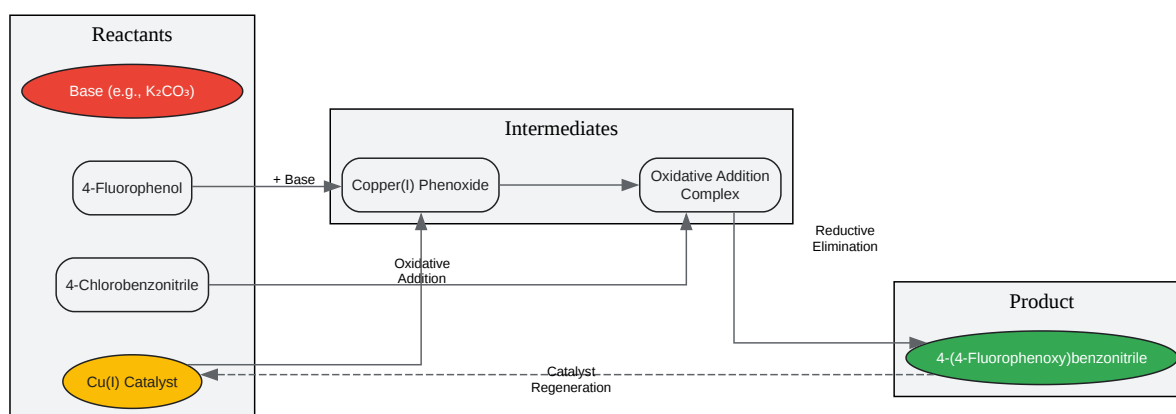 Reactants
Base (e.g., K₂CO₃)
4-Fluorophenol
4-Chlorobenzonitrile
Cu(I) Catalyst
+ Base
Intermediates
Copper(I) Phenoxide
Oxidative Addition
Complex
Oxidative
Addition
Reductive
Elimination
Product
4-(4-Fluorophenoxy)benzonitrile
Catalyst
Regeneration